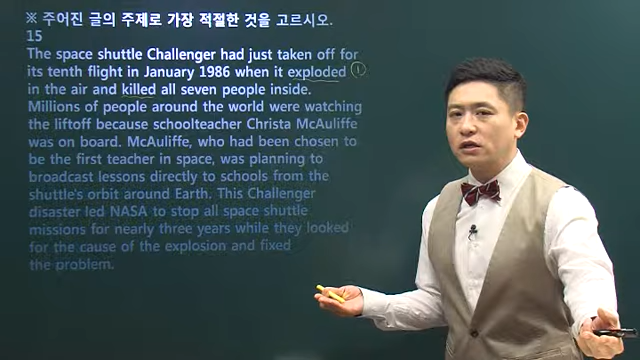 ※ 주어진 글의 주제로 가장 적절한 것을 고르시오.
15
The space shuttle Challenger had just taken off for
its tenth flight in January 1986 when it exploded ①
in the air and killed all seven people inside.
Millions of people around the world were watching
the liftoff because schoolteacher Christa McAuliffe
was on board. McAuliffe, who had been chosen to
be the first teacher in space, was planning to
broadcast lessons directly to schools from the
shuttle's orbit around Earth. This Challenger
disaster led NASA to stop all space shuttle
missions for nearly three years while they looked
for the cause of the explosion and fixed
the problem.